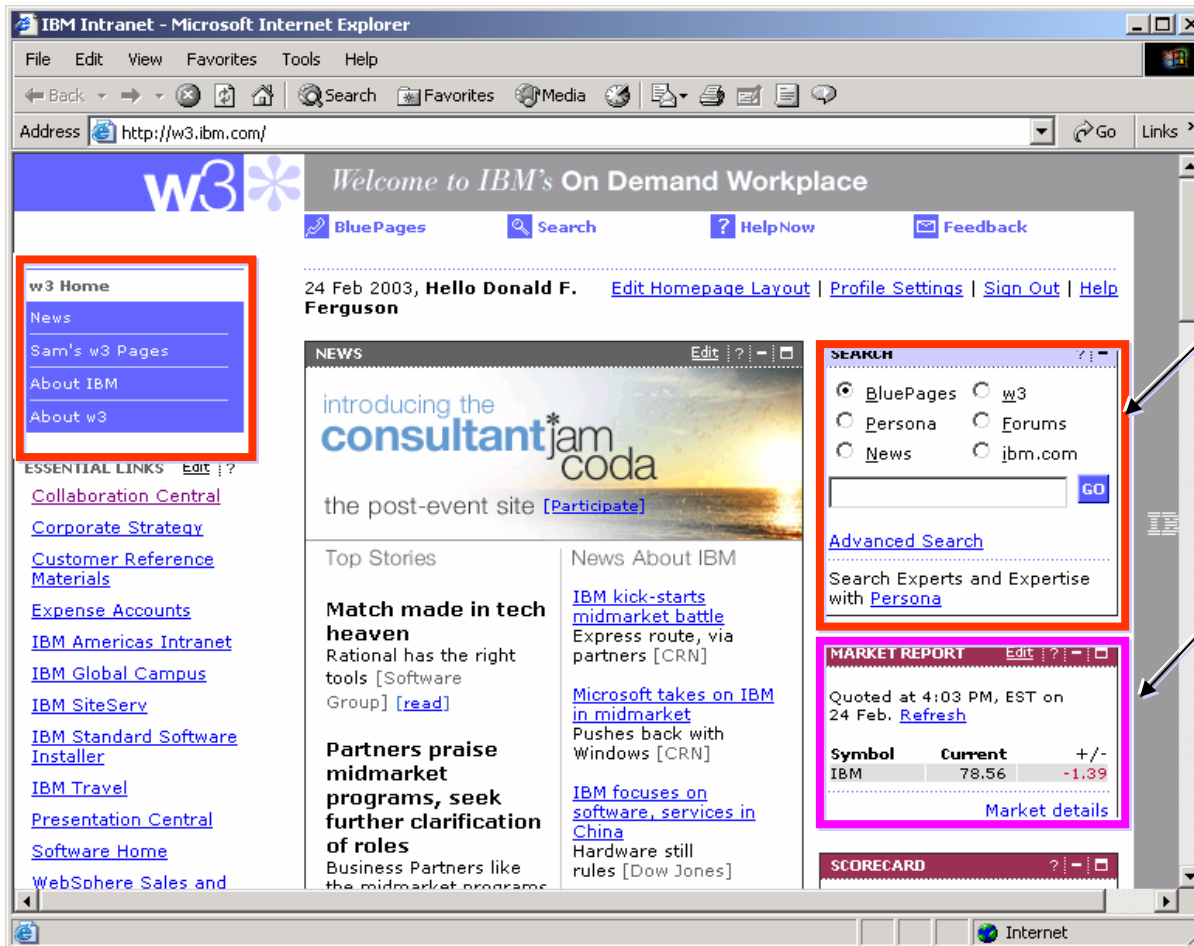 IBM Intranet - Microsoft Internet Explorer
File Edit View Favorites Tools Help
Back Search Favorites Media
Address http://w3.ibm.com/ Go Links
w3
Welcome to IBM's On Demand Workplace
BluePages Search HelpNow Feedback
w3 Home
News
Sam's w3 Pages
About IBM
About w3
ESSENTIAL LINKS Edit ?
Collaboration Central
Corporate Strategy
Customer Reference
Materials
Expense Accounts
IBM Americas Intranet
IBM Global Campus
IBM SiteServ
IBM Standard Software
Installer
IBM Travel
Presentation Central
Software Home
WebSphere Sales and
24 Feb 2003, Hello Donald F.
Ferguson
Edit Homepage Layout | Profile Settings | Sign Out | Help
NEWS Edit ?
introducing the
consultantjam
coda
the post-event site [Participate]
Top Stories
Match made in tech
heaven
Rational has the right
tools [Software
Group] [read]
Partners praise
midmarket
programs, seek
further clarification
of roles
Business Partners like
the midmarket programs
News About IBM
IBM kick-starts
midmarket battle
Express route, via
partners [CRN]
Microsoft takes on IBM
in midmarket
Pushes back with
Windows [CRN]
IBM focuses on
software, services in
China
Hardware still
rules [Dow Jones]
SEARCH ?
BluePages w3
Persona Forums
News ibm.com
GO
Advanced Search
Search Experts and Expertise
with Persona
MARKET REPORT Edit ?
Quoted at 4:03 PM, EST on
24 Feb. Refresh
Symbol Current +/-
IBM 78.56 -1.39
Market details
SCORECARD ?
Internet